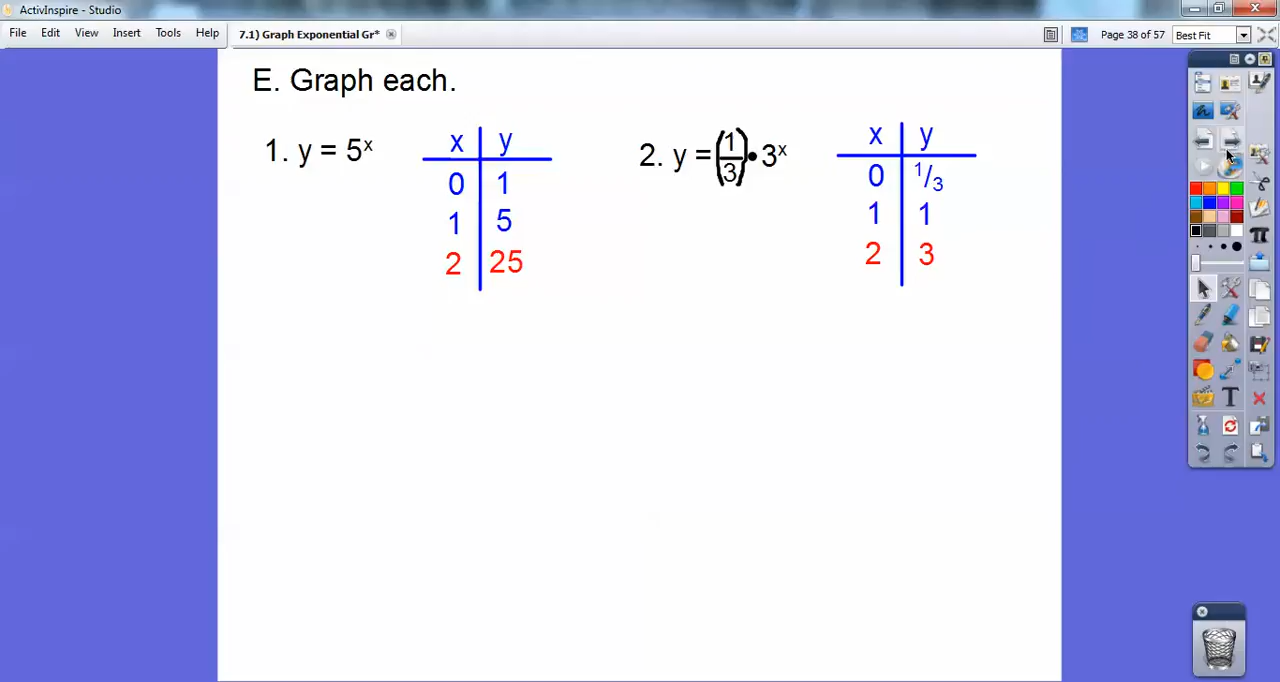 ActivInspire - Studio
File Edit View Insert Tools Help
7.1) Graph Exponential Gr*
Page 38 of 57
Best Fit
E. Graph each.
1. y = 5ˣ
x y
0 1
1 5
2 25
2. y = (1/3) • 3ˣ
x y
0 1/3
1 1
2 3